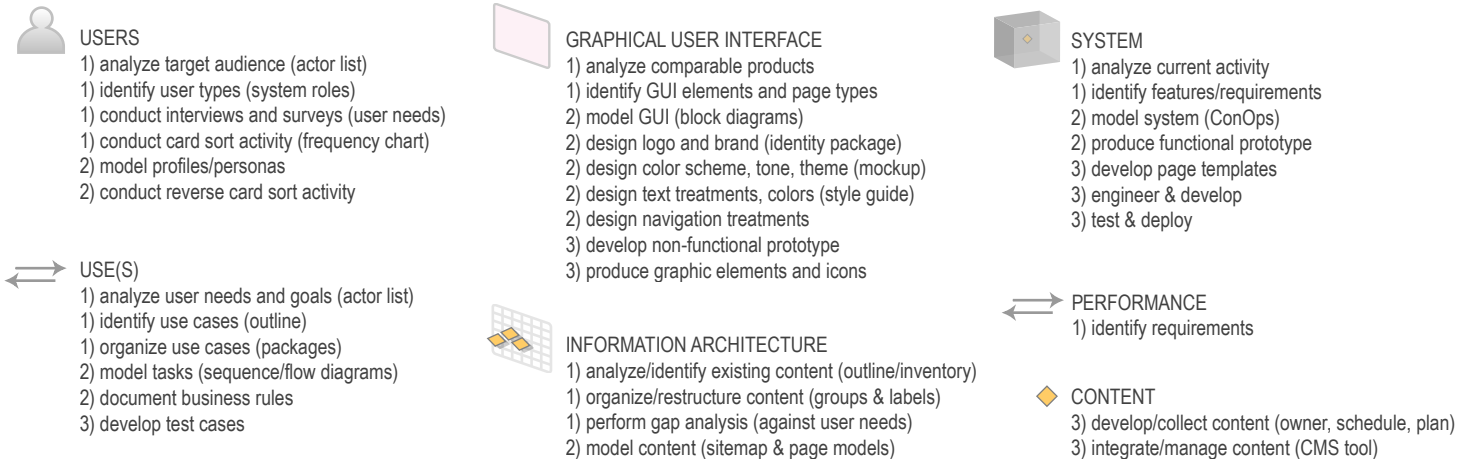 USERS
1) analyze target audience (actor list)
1) identify user types (system roles)
1) conduct interviews and surveys (user needs)
1) conduct card sort activity (frequency chart)
2) model profiles/personas
2) conduct reverse card sort activity
USE(S)
1) analyze user needs and goals (actor list)
1) identify use cases (outline)
1) organize use cases (packages)
2) model tasks (sequence/flow diagrams)
2) document business rules
3) develop test cases
GRAPHICAL USER INTERFACE
1) analyze comparable products
1) identify GUI elements and page types
2) model GUI (block diagrams)
2) design logo and brand (identity package)
2) design color scheme, tone, theme (mockup)
2) design text treatments, colors (style guide)
2) design navigation treatments
3) develop non-functional prototype
3) produce graphic elements and icons
INFORMATION ARCHITECTURE
1) analyze/identify existing content (outline/inventory)
1) organize/restructure content (groups & labels)
1) perform gap analysis (against user needs)
2) model content (sitemap & page models)
SYSTEM
1) analyze current activity
1) identify features/requirements
2) model system (ConOps)
2) produce functional prototype
3) develop page templates
3) engineer & develop
3) test & deploy
PERFORMANCE
1) identify requirements
CONTENT
3) develop/collect content (owner, schedule, plan)
3) integrate/manage content (CMS tool)